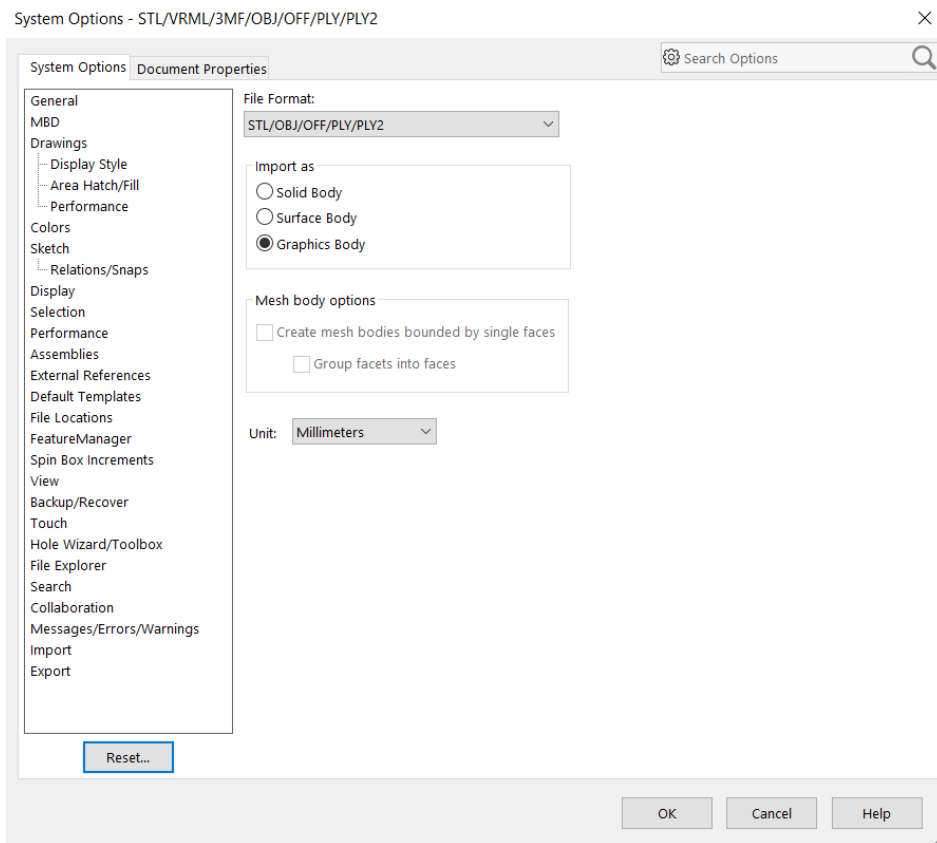 System Options - STL/VRML/3MF/OBJ/OFF/PLY/PLY2
System Options
Document Properties
Search Options
General
MBD
Drawings
Display Style
Area Hatch/Fill
Performance
Colors
Sketch
Relations/Snaps
Display
Selection
Performance
Assemblies
External References
Default Templates
File Locations
FeatureManager
Spin Box Increments
View
Backup/Recover
Touch
Hole Wizard/Toolbox
File Explorer
Search
Collaboration
Messages/Errors/Warnings
Import
Export
Reset...
File Format:
STL/OBJ/OFF/PLY/PLY2
Import as
Solid Body
Surface Body
Graphics Body
Mesh body options
Create mesh bodies bounded by single faces
Group facets into faces
Unit: Millimeters
OK Cancel Help